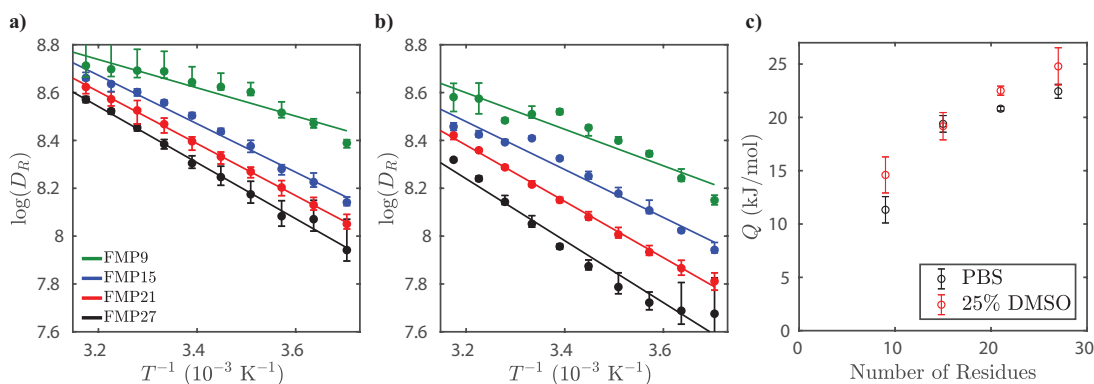 a)
8.8
8.6
8.4
8.2
8
7.8
7.6
log(D_R)
FMP9
FMP15
FMP21
FMP27
3.2
3.4
3.6
T⁻¹ (10⁻³ K⁻¹)
b)
8.8
8.6
8.4
8.2
8
7.8
7.6
log(D_R)
3.2
3.4
3.6
T⁻¹ (10⁻³ K⁻¹)
c)
25
20
15
10
5
0
Q (kJ/mol)
PBS
25% DMSO
0
10
20
30
Number of Residues